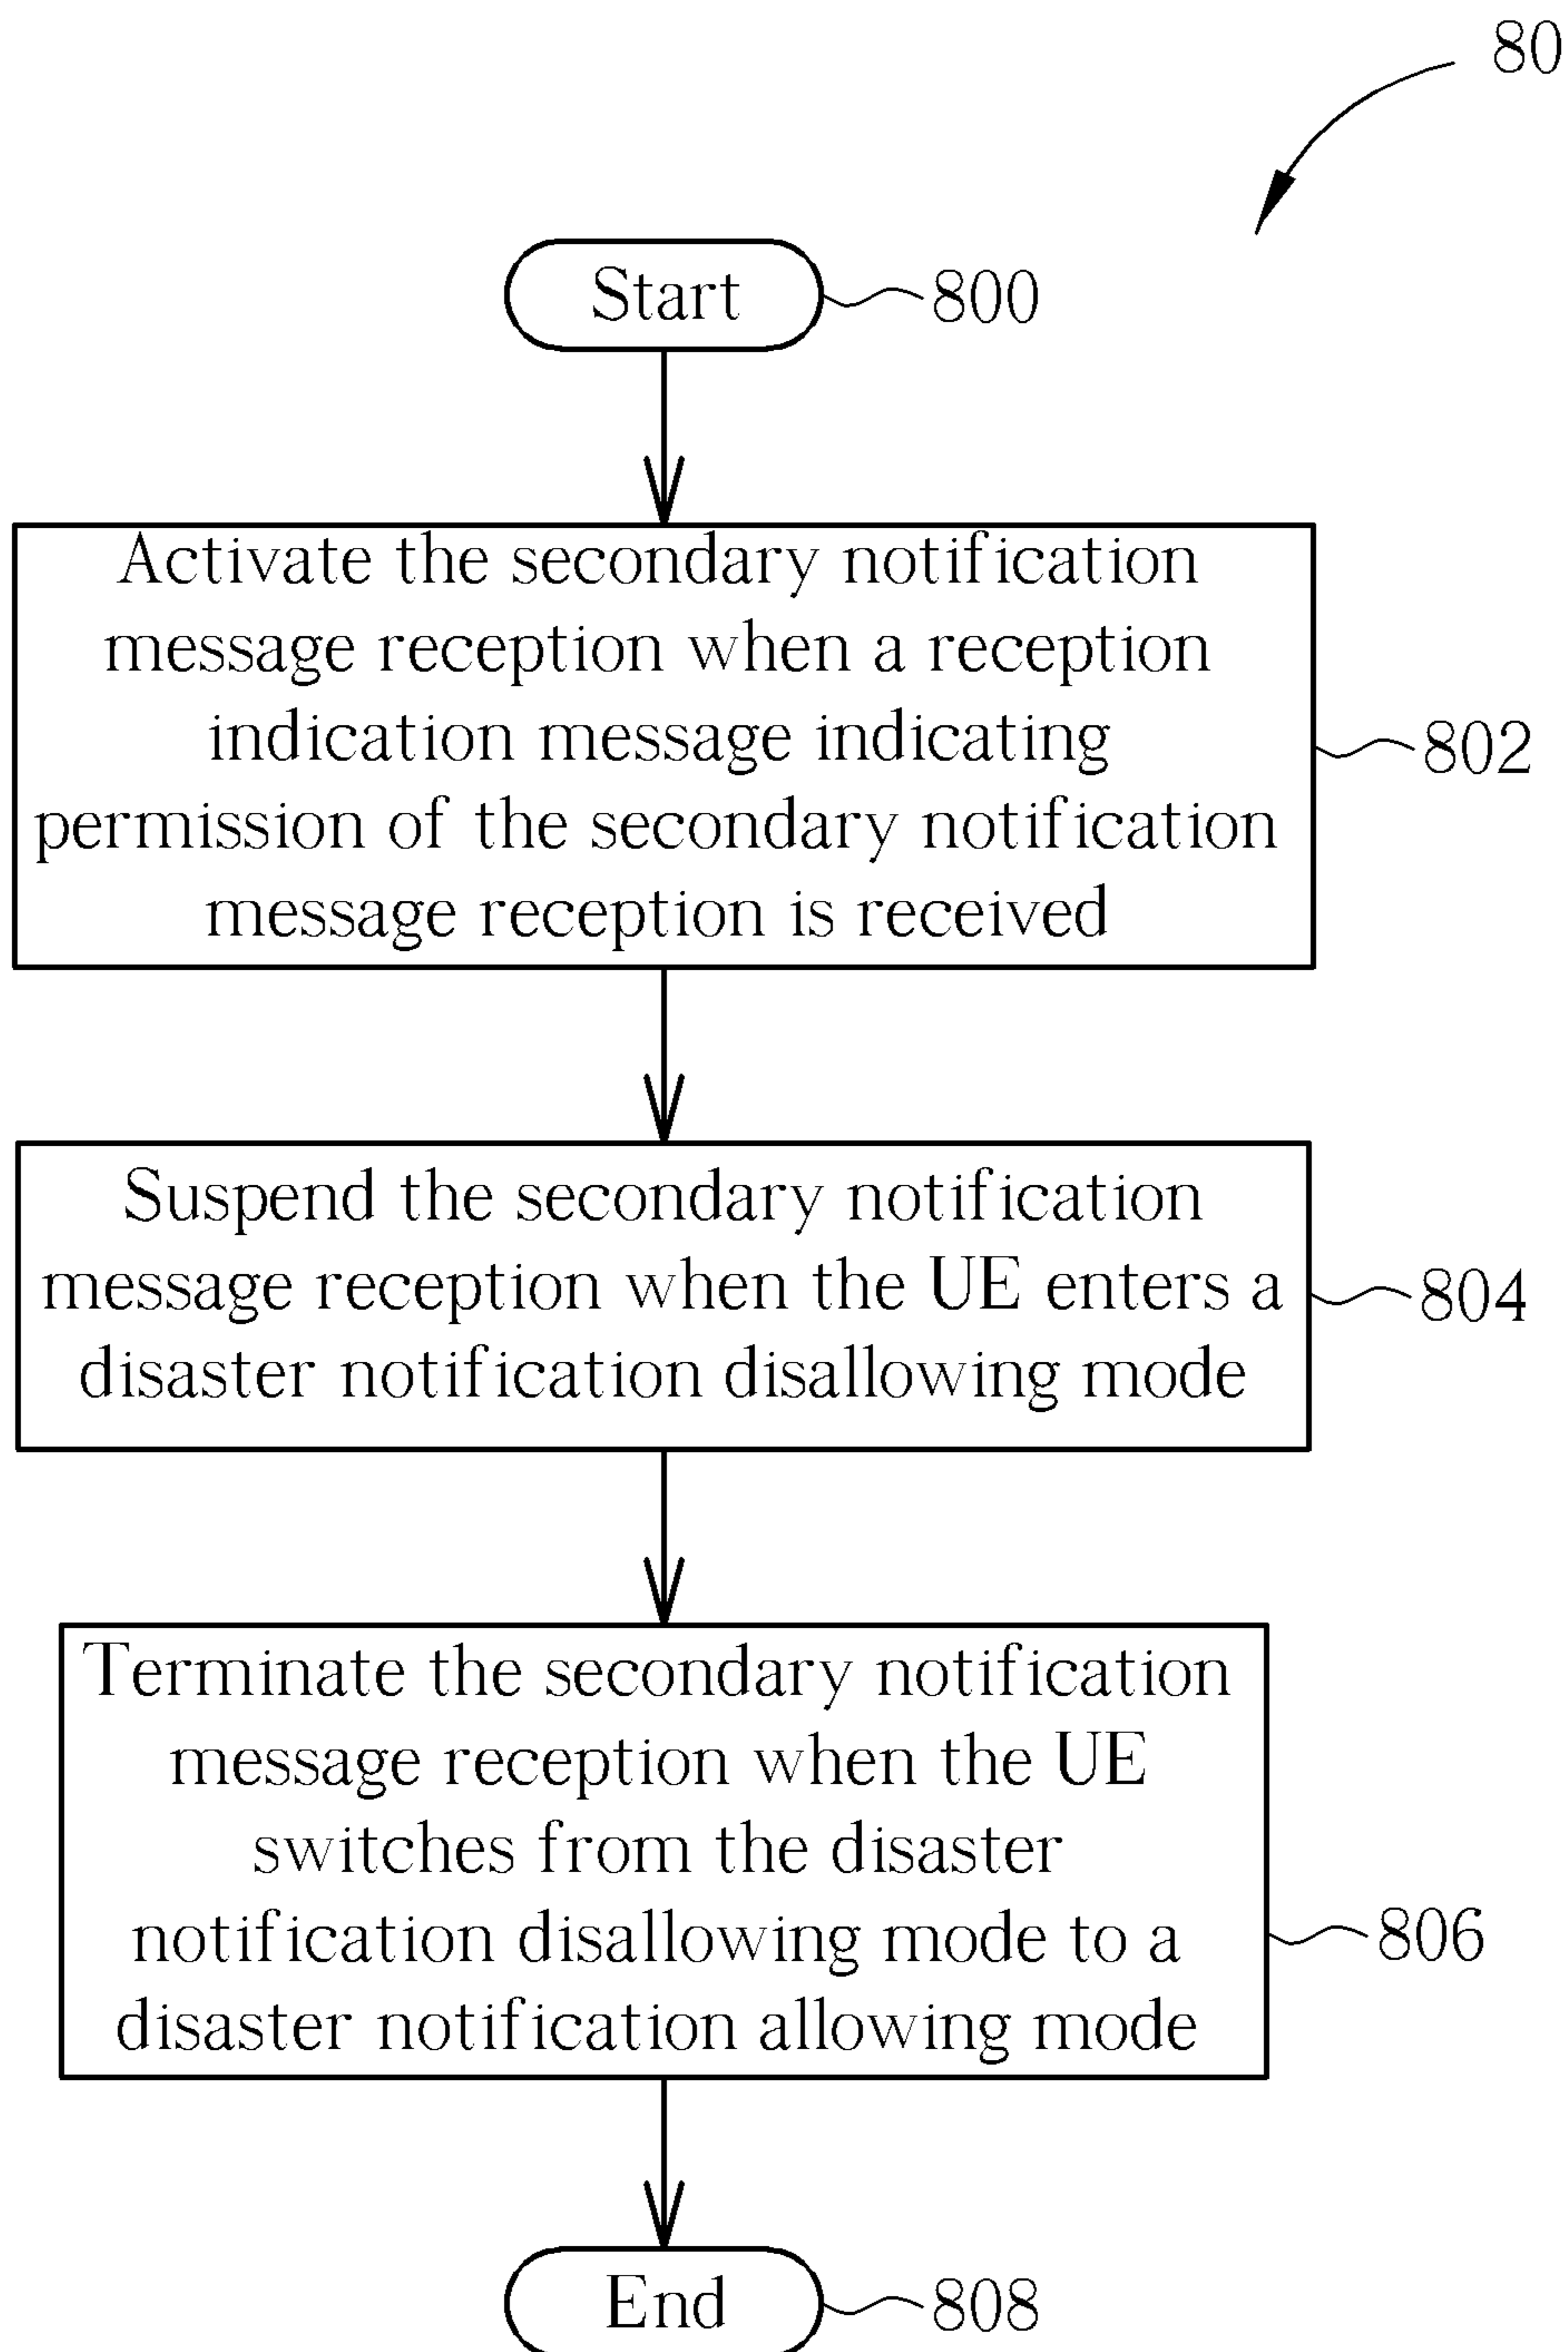 80
Start
800
Activate the secondary notification
message reception when a reception
indication message indicating
permission of the secondary notification
message reception is received
802
Suspend the secondary notification
message reception when the UE enters a
disaster notification disallowing mode
804
Terminate the secondary notification
message reception when the UE
switches from the disaster
notification disallowing mode to a
disaster notification allowing mode
806
End
808